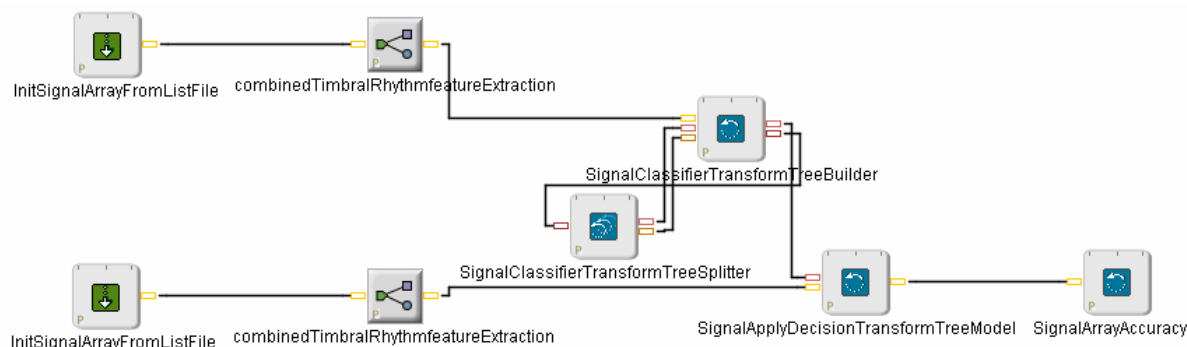 InitSignalArrayFromListFile
P
combinedTimbralRhythmfeatureExtraction
P
SignalClassifierTransformTreeBuilder
P
SignalClassifierTransformTreeSplitter
P
InitSignalArrayFromListFile
P
combinedTimbralRhythmfeatureExtraction
P
SignalApplyDecisionTransformTreeModel
P
SignalArrayAccuracy
P